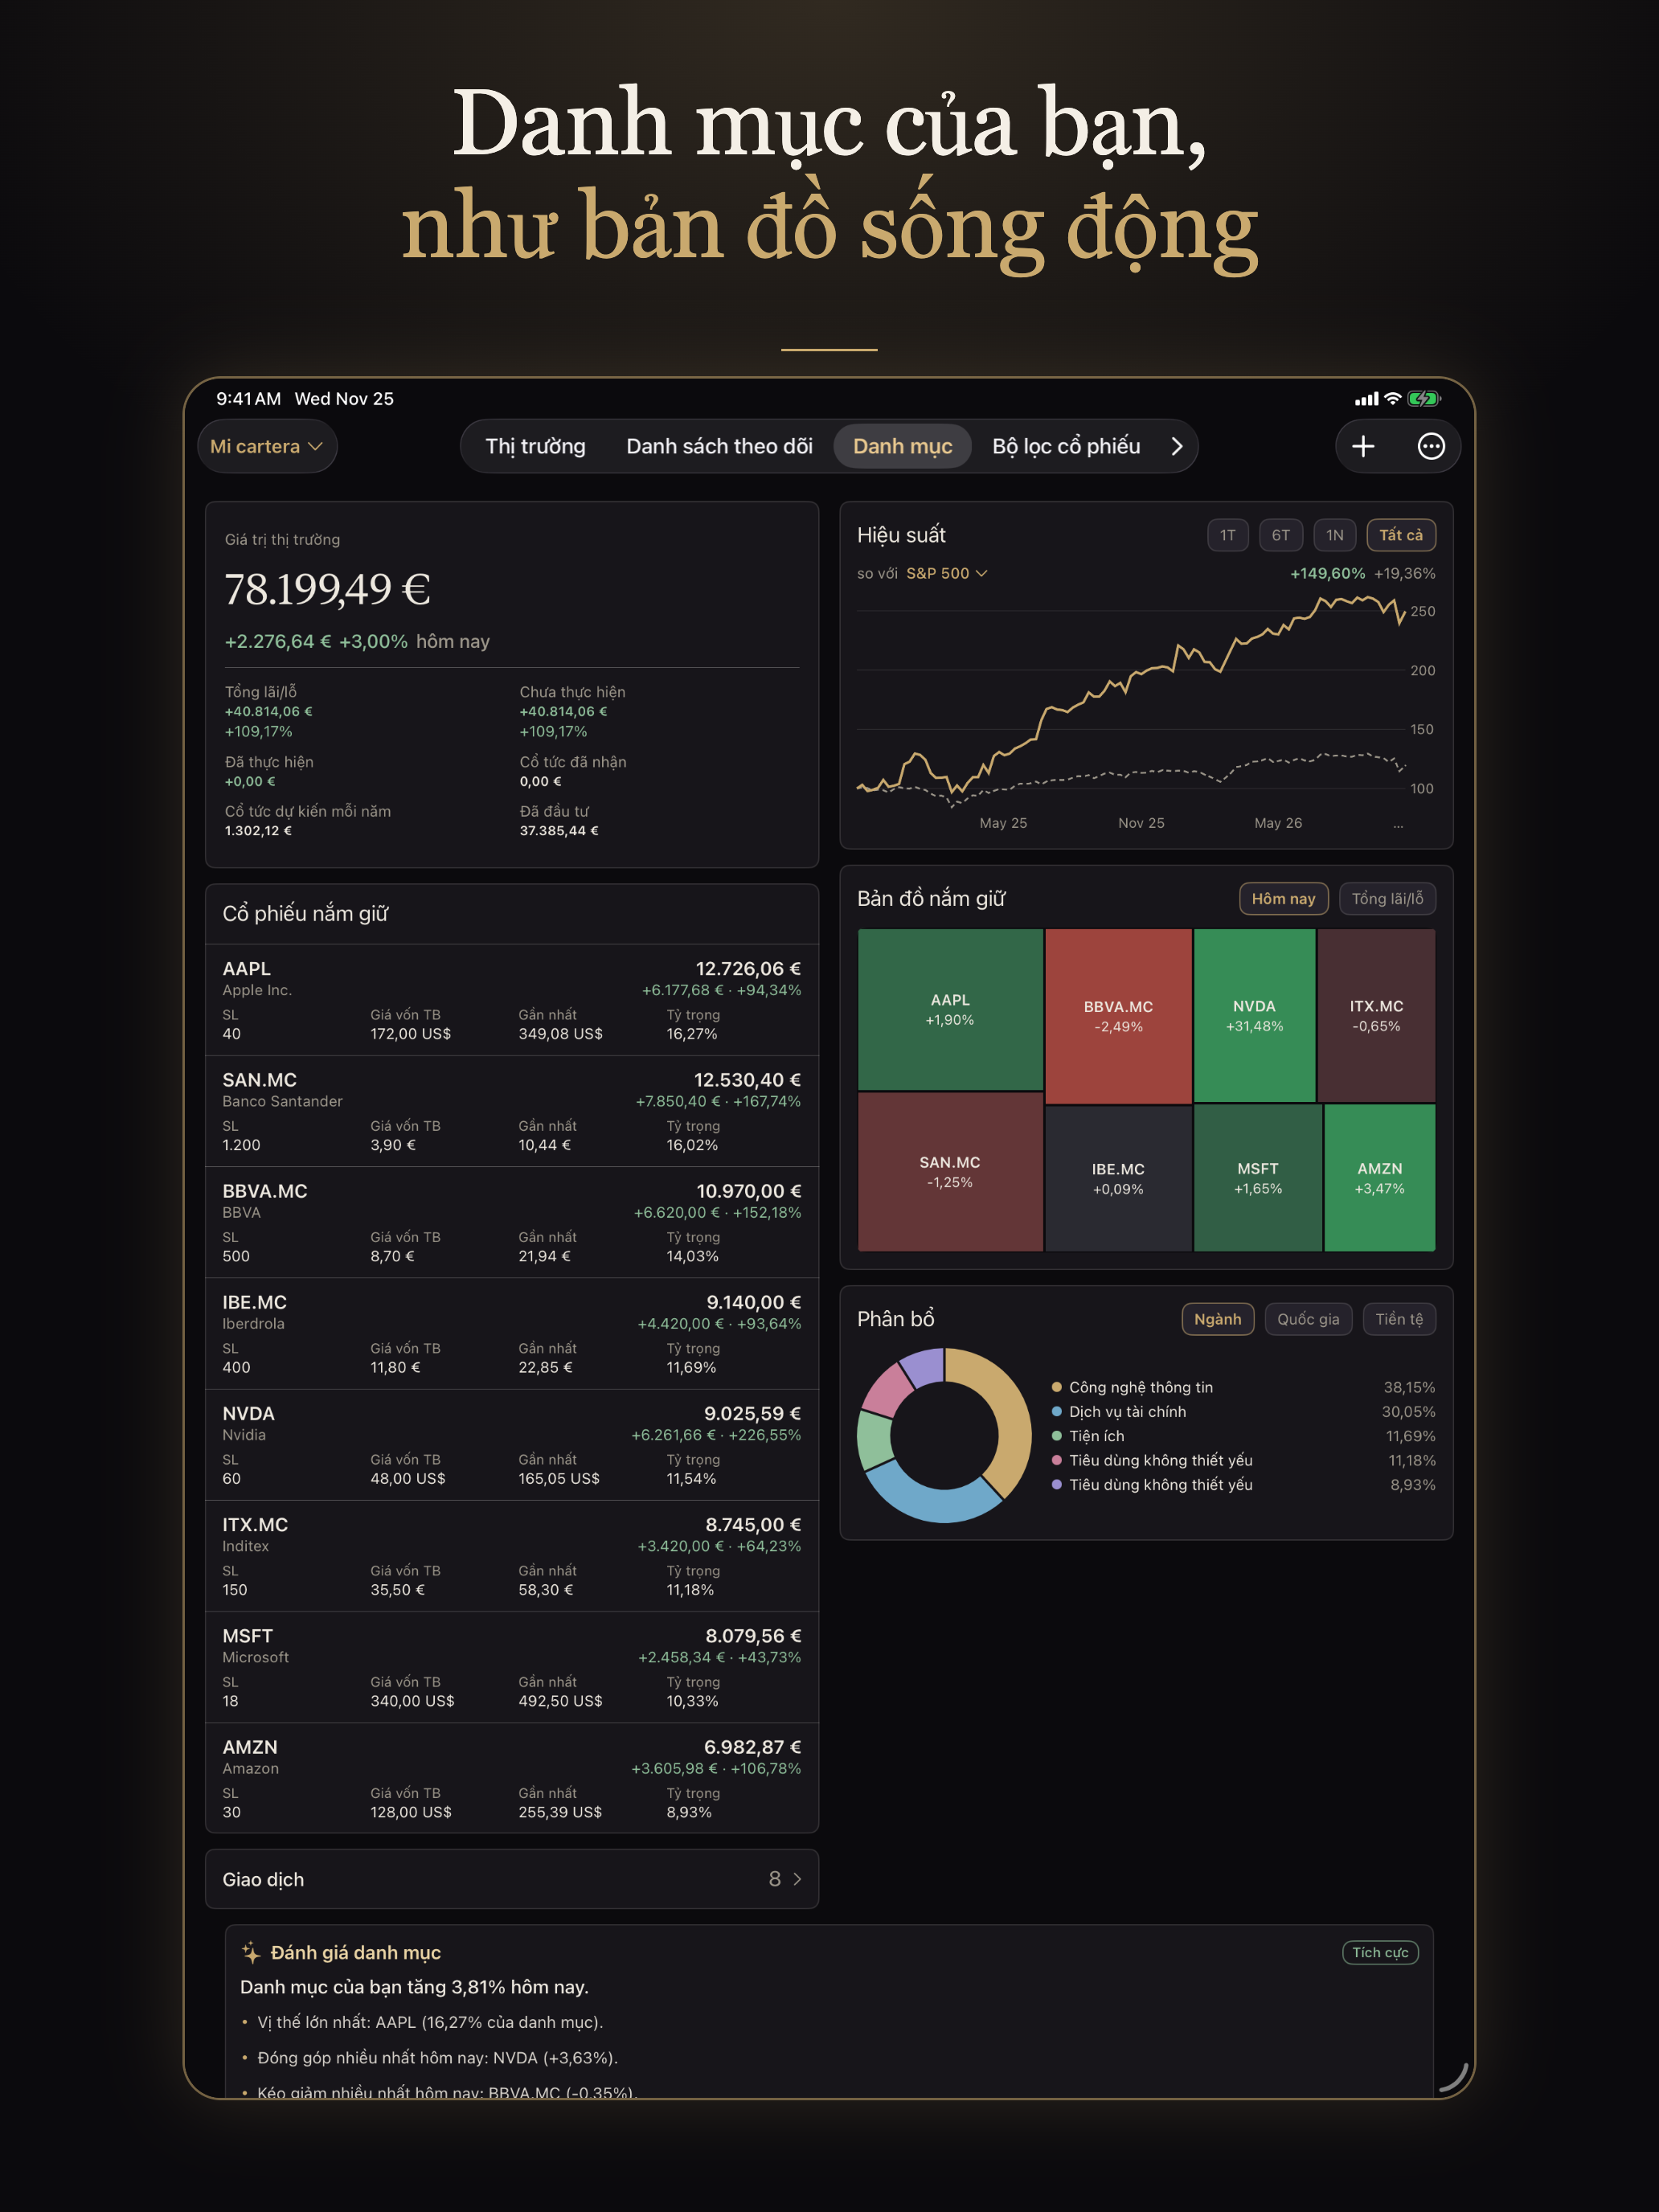 Danh mục của bạn,
như bản đồ sống động
9:41 AM Wed Nov 25
Mi cartera
Thị trường Danh sách theo dõi Danh mục Bộ lọc cổ phiếu
Giá trị thị trường
78.199,49 €
+2.276,64 € +3,00% hôm nay
Tổng lãi/lỗ Chưa thực hiện
+40.814,06 € +40.814,06 €
+109,17% +109,17%
Đã thực hiện Cổ tức đã nhận
+0,00 € 0,00 €
Cổ tức dự kiến mỗi năm Đã đầu tư
1.302,12 € 37.385,44 €
Cổ phiếu nắm giữ
AAPL 12.726,06 €
Apple Inc. +6.177,68 € · +94,34%
SL Giá vốn TB Gần nhất Tỷ trọng
40 172,00 US$ 349,08 US$ 16,27%
SAN.MC 12.530,40 €
Banco Santander +7.850,40 € · +167,74%
SL Giá vốn TB Gần nhất Tỷ trọng
1.200 3,90 € 10,44 € 16,02%
BBVA.MC 10.970,00 €
BBVA +6.620,00 € · +152,18%
SL Giá vốn TB Gần nhất Tỷ trọng
500 8,70 € 21,94 € 14,03%
IBE.MC 9.140,00 €
Iberdrola +4.420,00 € · +93,64%
SL Giá vốn TB Gần nhất Tỷ trọng
400 11,80 € 22,85 € 11,69%
NVDA 9.025,59 €
Nvidia +6.261,66 € · +226,55%
SL Giá vốn TB Gần nhất Tỷ trọng
60 48,00 US$ 165,05 US$ 11,54%
ITX.MC 8.745,00 €
Inditex +3.420,00 € · +64,23%
SL Giá vốn TB Gần nhất Tỷ trọng
150 35,50 € 58,30 € 11,18%
MSFT 8.079,56 €
Microsoft +2.458,34 € · +43,73%
SL Giá vốn TB Gần nhất Tỷ trọng
18 340,00 US$ 492,50 US$ 10,33%
AMZN 6.982,87 €
Amazon +3.605,98 € · +106,78%
SL Giá vốn TB Gần nhất Tỷ trọng
30 128,00 US$ 255,39 US$ 8,93%
Giao dịch 8
Hiệu suất 1T 6T 1N Tất cả
so với S&P 500 +149,60% +19,36%
250
200
150
100
May 25 Nov 25 May 26 ...
Bản đồ nắm giữ Hôm nay Tổng lãi/lỗ
AAPL
+1,90%
BBVA.MC
-2,49%
NVDA
+31,48%
ITX.MC
-0,65%
SAN.MC
-1,25%
IBE.MC
+0,09%
MSFT
+1,65%
AMZN
+3,47%
Phân bổ Ngành Quốc gia Tiền tệ
Công nghệ thông tin 38,15%
Dịch vụ tài chính 30,05%
Tiện ích 11,69%
Tiêu dùng không thiết yếu 11,18%
Tiêu dùng không thiết yếu 8,93%
Đánh giá danh mục Tích cực
Danh mục của bạn tăng 3,81% hôm nay.
• Vị thế lớn nhất: AAPL (16,27% của danh mục).
• Đóng góp nhiều nhất hôm nay: NVDA (+3,63%).
• Kéo giảm nhiều nhất hôm nay: BBVA.MC (-0,35%).